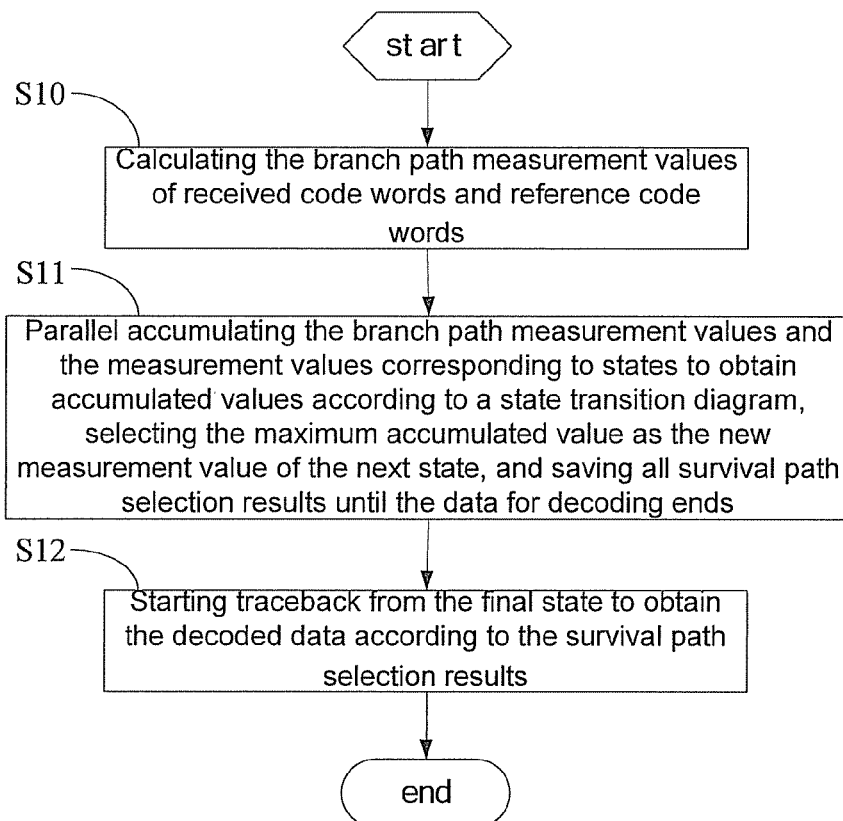 start
S10
Calculating the branch path measurement values
of received code words and reference code
words
S11
Parallel accumulating the branch path measurement values and
the measurement values corresponding to states to obtain
accumulated values according to a state transition diagram,
selecting the maximum accumulated value as the new
measurement value of the next state, and saving all survival path
selection results until the data for decoding ends
S12
Starting traceback from the final state to obtain
the decoded data according to the survival path
selection results
end